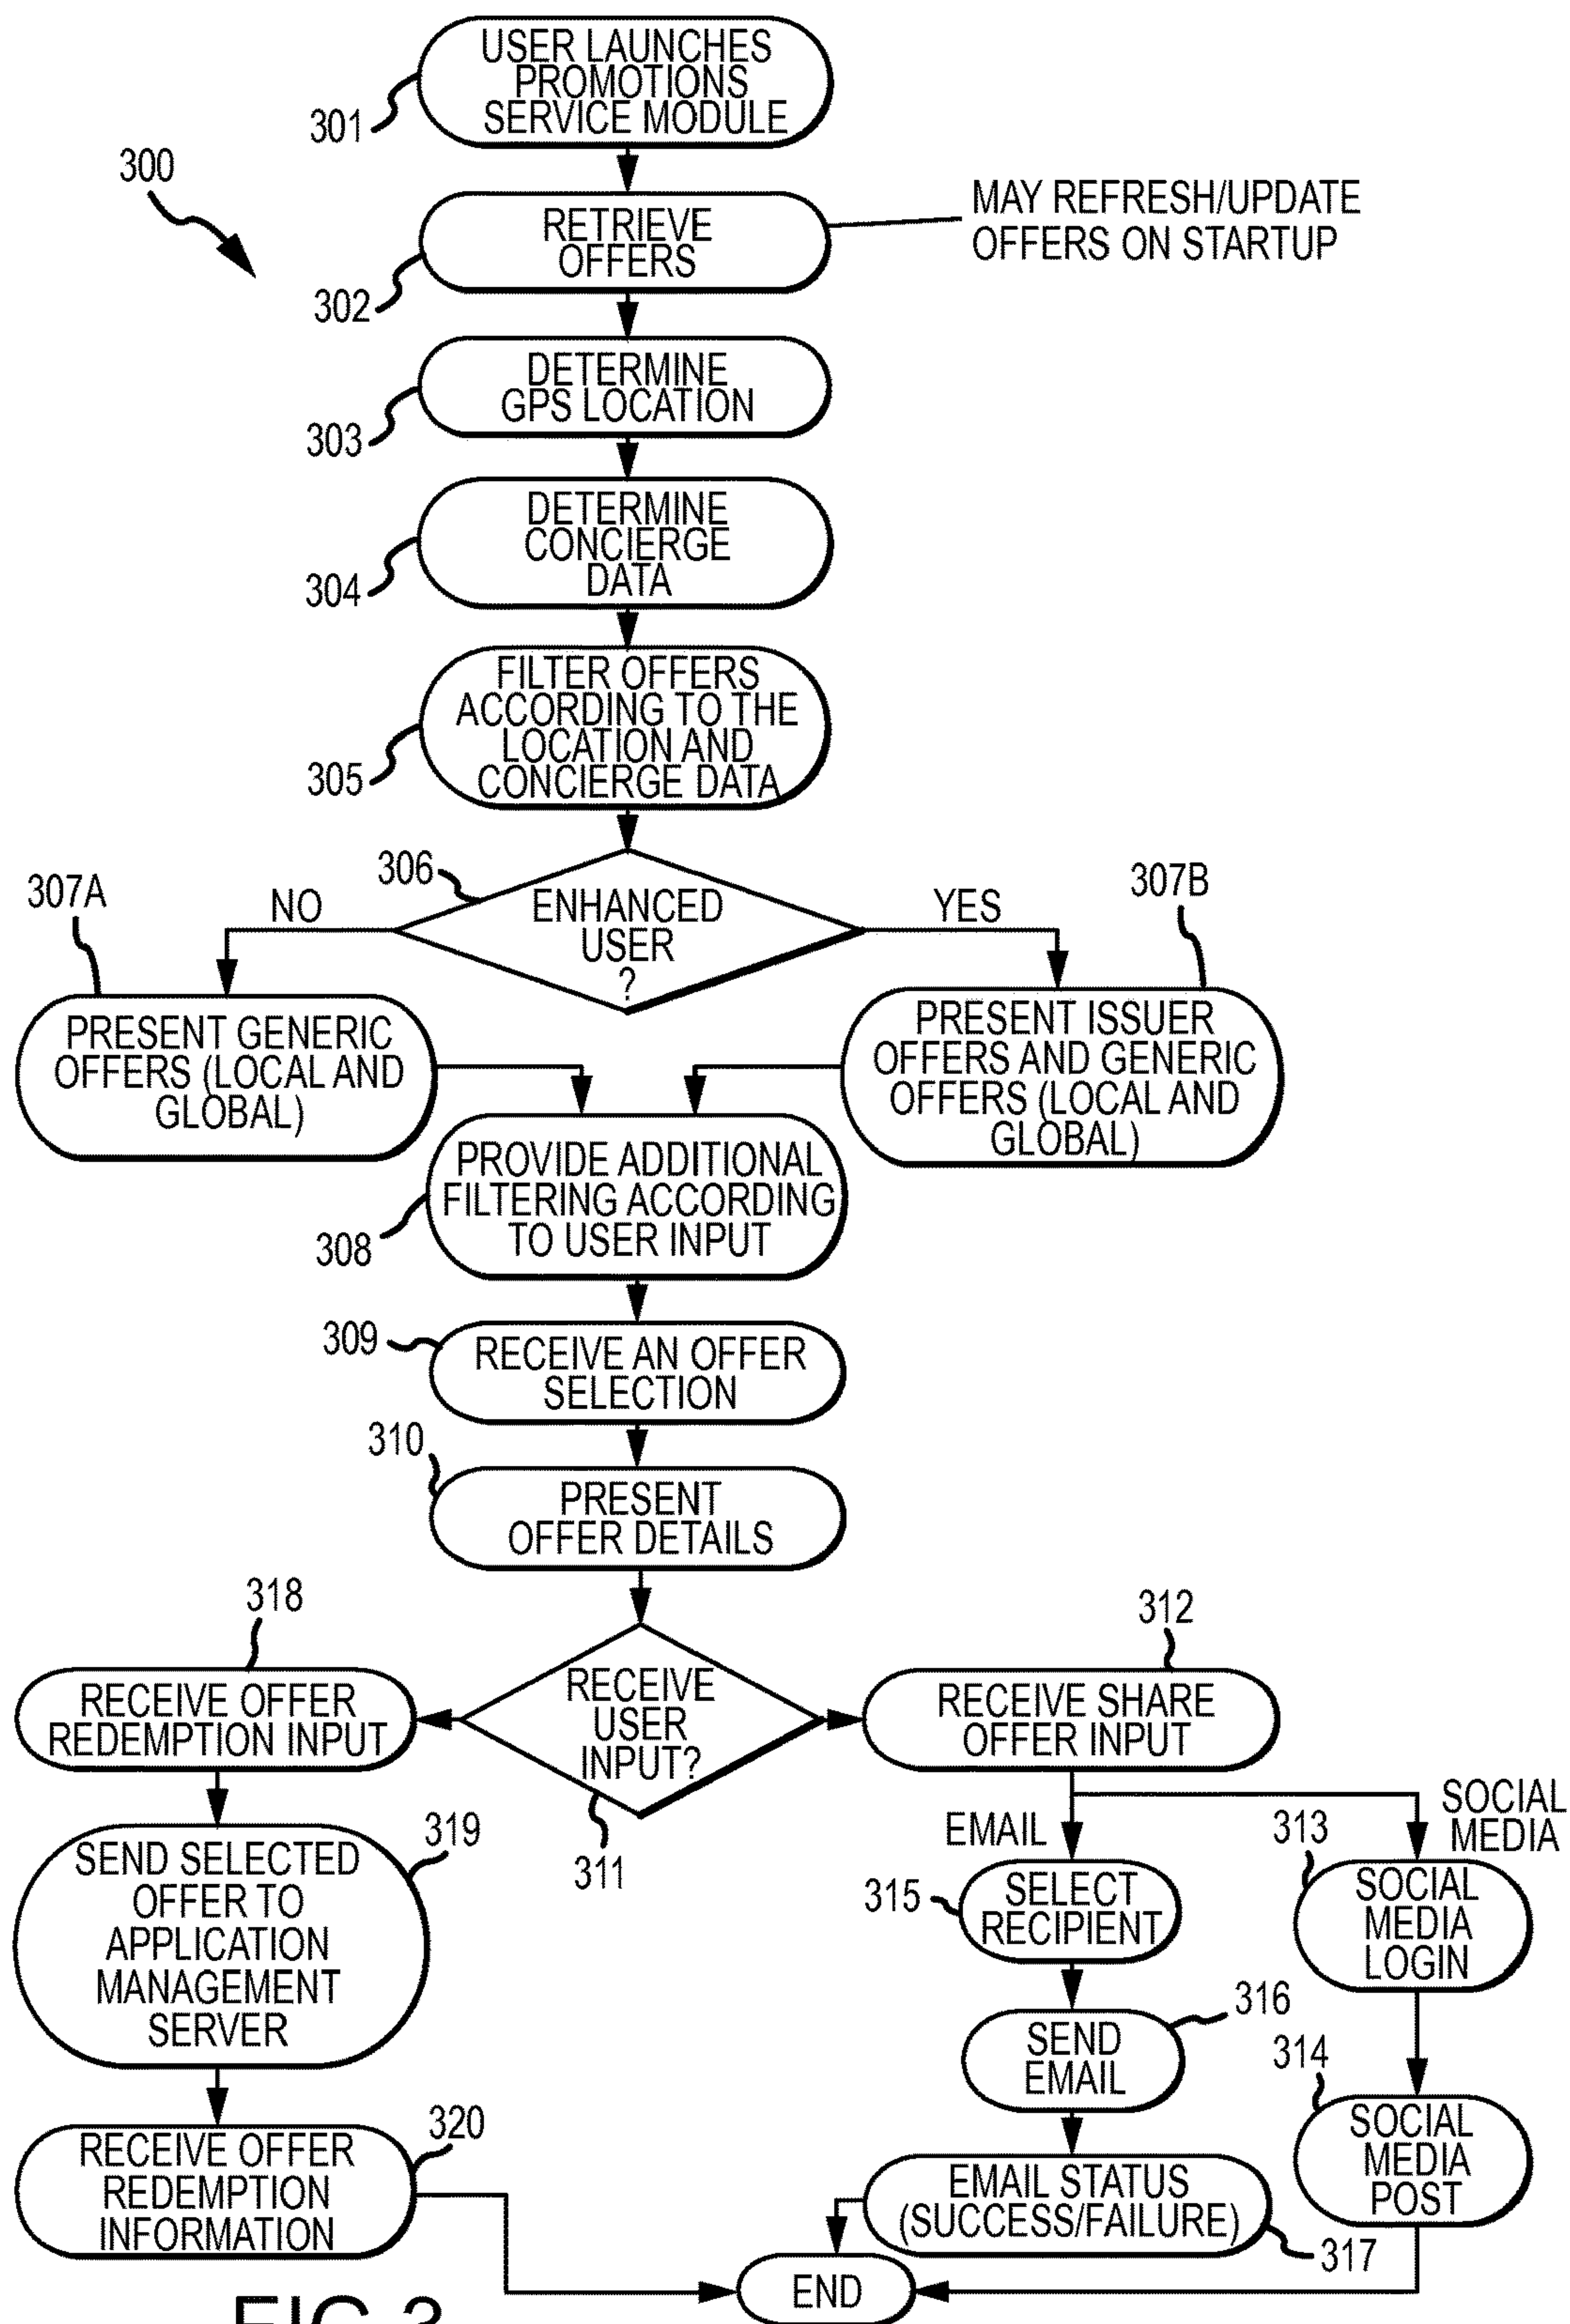 USER LAUNCHES
PROMOTIONS
SERVICE MODULE
301
300
RETRIEVE
OFFERS
302
MAY REFRESH/UPDATE
OFFERS ON STARTUP
DETERMINE
GPS LOCATION
303
DETERMINE
CONCIERGE
DATA
304
FILTER OFFERS
ACCORDING TO THE
LOCATION AND
CONCIERGE DATA
305
306
ENHANCED
USER
?
NO
YES
307A
307B
PRESENT GENERIC
OFFERS (LOCAL AND
GLOBAL)
PRESENT ISSUER
OFFERS AND GENERIC
OFFERS (LOCAL AND
GLOBAL)
PROVIDE ADDITIONAL
FILTERING ACCORDING
TO USER INPUT
308
309
RECEIVE AN OFFER
SELECTION
310
PRESENT
OFFER DETAILS
318
312
RECEIVE OFFER
REDEMPTION INPUT
RECEIVE
USER
INPUT?
311
RECEIVE SHARE
OFFER INPUT
SEND SELECTED
OFFER TO
APPLICATION
MANAGEMENT
SERVER
319
EMAIL
SOCIAL
MEDIA
313
315
SELECT
RECIPIENT
SOCIAL
MEDIA
LOGIN
316
SEND
EMAIL
314
SOCIAL
MEDIA
POST
320
RECEIVE OFFER
REDEMPTION
INFORMATION
EMAIL STATUS
(SUCCESS/FAILURE)
317
END
FIG.3